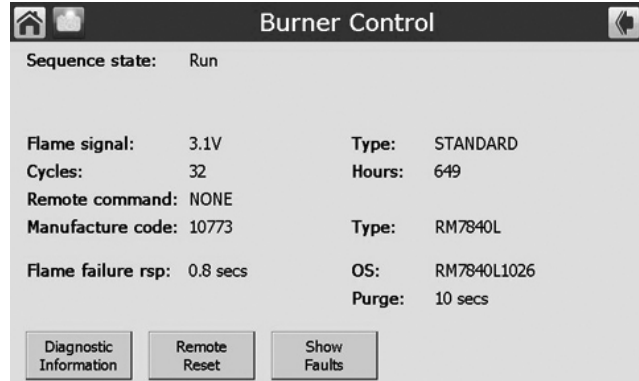 Burner Control
Sequence state: Run
Flame signal: 3.1V Type: STANDARD
Cycles: 32 Hours: 649
Remote command: NONE
Manufacture code: 10773 Type: RM7840L
Flame failure rsp: 0.8 secs OS: RM7840L1026
Purge: 10 secs
Diagnostic Information
Remote Reset
Show Faults